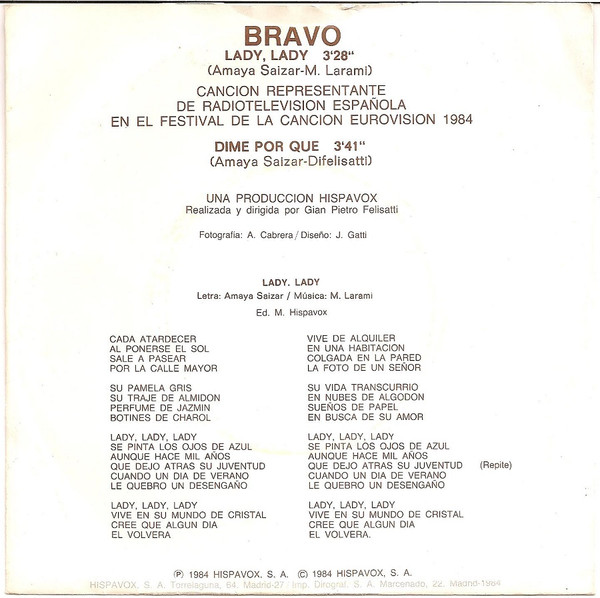 BRAVO
LADY, LADY 3'28"
(Amaya Saizar-M. Larami)
CANCION REPRESENTANTE
DE RADIOTELEVISION ESPAÑOLA
EN EL FESTIVAL DE LA CANCION EUROVISION 1984
DIME POR QUE 3'41"
(Amaya Saizar-Difelisatti)
UNA PRODUCCION HISPAVOX
Realizada y dirigida por Gian Pietro Felisatti
Fotografía: A. Cabrera / Diseño: J. Gatti
LADY, LADY
Letra: Amaya Saizar / Música: M. Larami
Ed. M. Hispavox
CADA ATARDECER
AL PONERSE EL SOL
SALE A PASEAR
POR LA CALLE MAYOR
SU PAMELA GRIS
SU TRAJE DE ALMIDON
PERFUME DE JAZMIN
BOTINES DE CHAROL
LADY, LADY, LADY
SE PINTA LOS OJOS DE AZUL
AUNQUE HACE MIL AÑOS
QUE DEJO ATRAS SU JUVENTUD
CUANDO UN DIA DE VERANO
LE QUEBRO UN DESENGAÑO
LADY, LADY, LADY
VIVE EN SU MUNDO DE CRISTAL
CREE QUE ALGUN DIA
EL VOLVERA
VIVE DE ALQUILER
EN UNA HABITACION
COLGADA EN LA PARED
LA FOTO DE UN SEÑOR
SU VIDA TRANSCURRIO
EN NUBES DE ALGODON
SUEÑOS DE PAPEL
EN BUSCA DE SU AMOR
LADY, LADY, LADY
SE PINTA LOS OJOS DE AZUL
AUNQUE HACE MIL AÑOS
QUE DEJO ATRAS SU JUVENTUD (Repite)
CUANDO UN DIA DE VERANO
LE QUEBRO UN DESENGAÑO
LADY, LADY, LADY
VIVE EN SU MUNDO DE CRISTAL
CREE QUE ALGUN DIA
EL VOLVERA.
Ⓟ 1984 HISPAVOX, S. A. © 1984 HISPAVOX, S. A.
HISPAVOX, S. A. Torrelaguna, 64. Madrid-27 Imp. Dirograf, S. A. Marcenado, 22. Madrid-1984